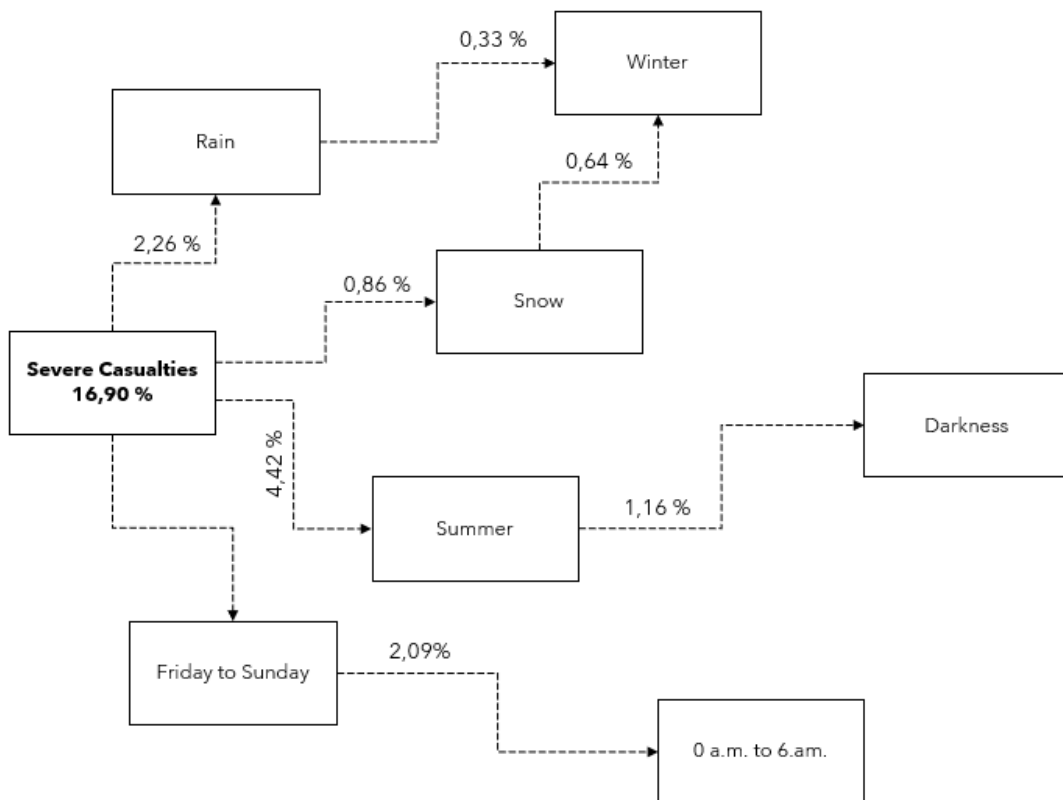 0,33 %
Winter
Rain
0,64 %
2,26 %
0,86 %
Snow
Severe Casualties
16,90 %
4,42 %
Darkness
1,16 %
Summer
Friday to Sunday
2,09%
0 a.m. to 6.am.